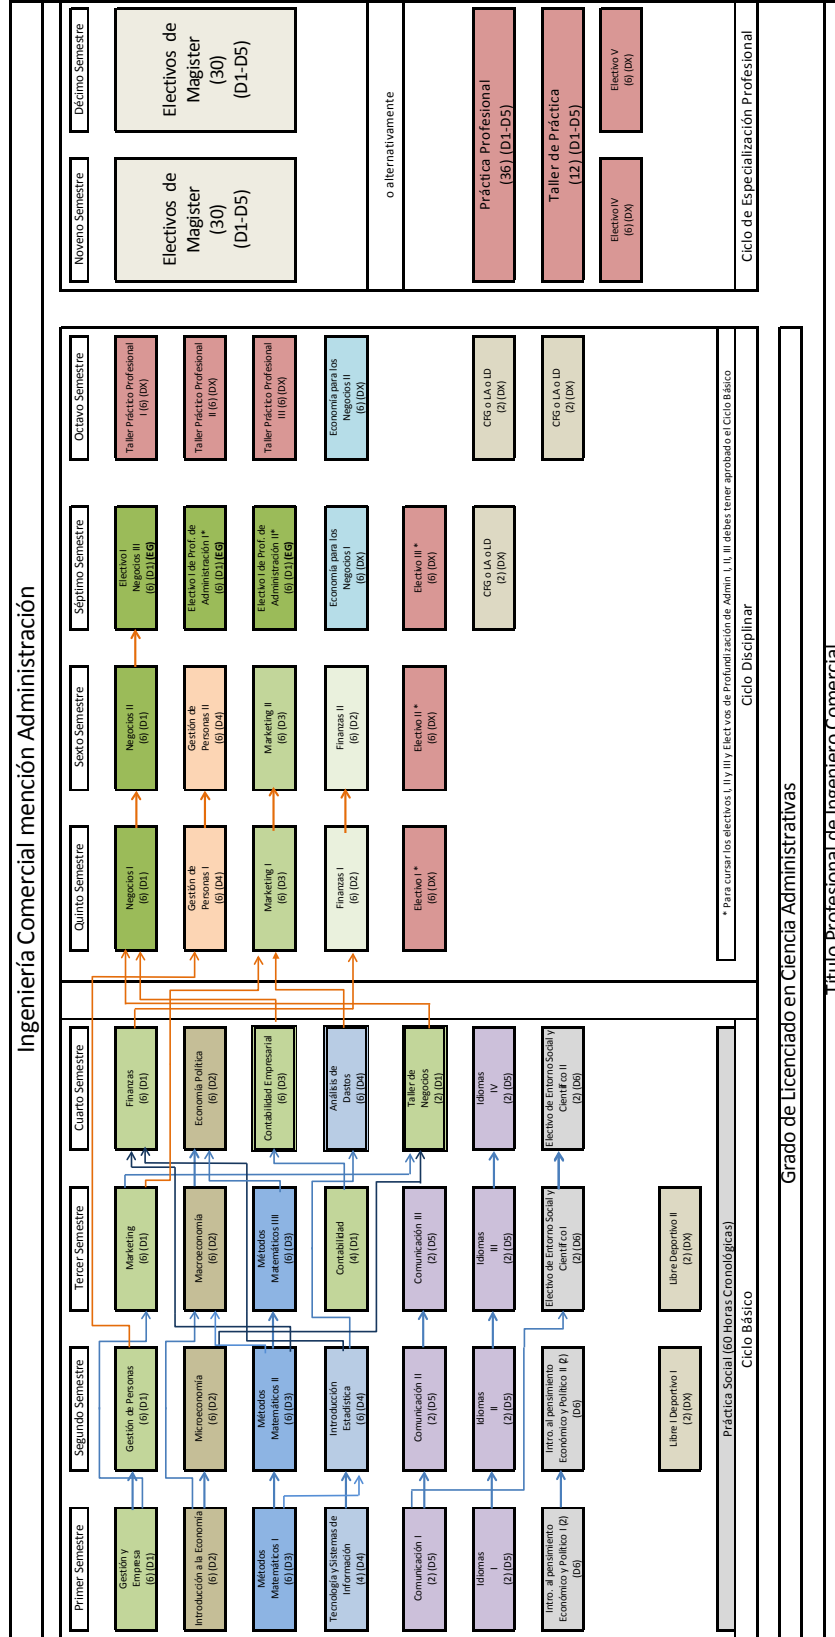 Ingeniería Comercial mención Administración
Primer Semestre
Gestión y
Empresa
(6) (D1)
Introducción a la Economía
(6) (D2)
Métodos
Matemáticos I
(6) (D3)
Tecnología y Sistemas de
Información
(4) (D4)
Comunicación I
(2) (D5)
Idiomas
I
(2) (D5)
Intro. al pensimiento
Económico y Político I (2)
(D6)
Segundo Semestre
Gestión de Personas
(6) (D1)
Microeconomía
(6) (D2)
Métodos
Matemáticos II
(6) (D3)
Introducción
Estadística
(6) (D4)
Comunicación II
(2) (D5)
Idiomas
II
(2) (D5)
Intro. al pensimiento
Económico y Político II (2)
(D6)
Libre I Deportivo I
(2) (DX)
Tercer Semestre
Marketing
(6) (D1)
Macroeconomía
(6) (D2)
Métodos
Matemáticos IIII
(6) (D3)
Contabilidad
(4) (D1)
Comunicación III
(2) (D5)
Idiomas
III
(2) (D5)
Electivo de Entorno Social y
Científico I
(2) (D6)
Libre Deportivo II
(2) (DX)
Cuarto Semestre
Finanzas
(6) (D1)
Economía Política
(6) (D2)
Contabilidad Empresarial
(6) (D3)
Análisis de
Dastos
(6) (D4)
Taller de
Negocios
(2) (D1)
Idiomas
IV
(2) (D5)
Electivo de Entorno Social y
Científico II
(2) (D6)
Práctica Social (60 Horas Cronológicas)
Ciclo Básico
Quinto Semestre
Negocios I
(6) (D1)
Gestión de
Personas I
(6) (D4)
Marketing I
(6) (D3)
Finanzas I
(6) (D2)
Electivo I *
(6) (DX)
Sexto Semestre
Negocios II
(6) (D1)
Gestión de
Personas II
(6) (D4)
Marketing II
(6) (D3)
Finanzas II
(6) (D2)
Electivo II *
(6) (DX)
Séptimo Semestre
Electivo I
Negocios III
(6) (D1) (EG)
Electivo I de Prof. de
Administración I*
(6) (D1) (EG)
Electivo I de Prof. de
Administración II*
(6) (D1) (EG)
Economía para los
Negocios I
(6) (DX)
Electivo III *
(6) (DX)
CFG o LA o LD
(2) (DX)
Octavo Semestre
Taller Práctico Profesional
I (6) (DX)
Taller Práctico Profesional
II (6) (DX)
Taller Práctico Profesional
III (6) (DX)
Economía para los
Negocios II
(6) (DX)
CFG o LA o LD
(2) (DX)
CFG o LA o LD
(2) (DX)
* Para cursar los electivos I, II y III y Elect vos de Profundización de Admin I, II, III debes tener aprobado el Ciclo Básico
Ciclo Disciplinar
Noveno Semestre
Electivos de
Magister
(30)
(D1-D5)
Décimo Semestre
Electivos de
Magister
(30)
(D1-D5)
o alternativamente
Práctica Profesional
(36) (D1-D5)
Taller de Práctica
(12) (D1-D5)
Electivo IV
(6) (DX)
Electivo V
(6) (DX)
Ciclo de Especialización Profesional
Grado de Licenciado en Ciencia Administrativas
Título Profesional de Ingeniero Comercial